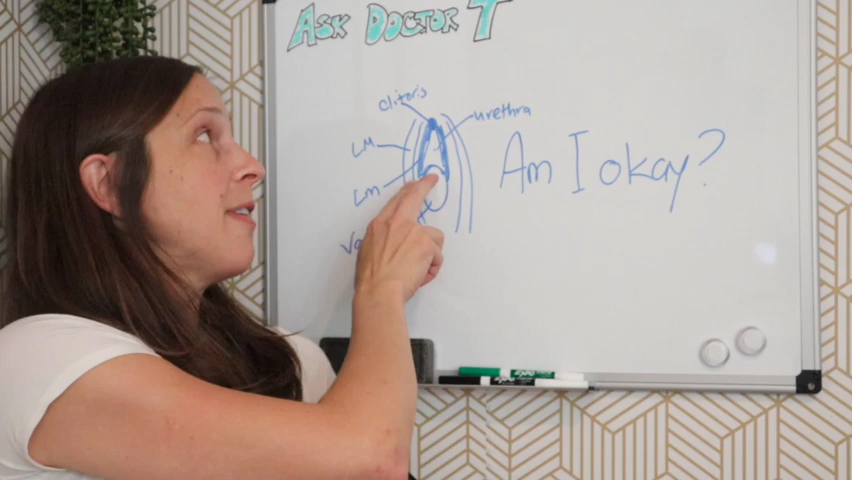 ASK DOCTOR T
clitoris
urethra
LM
Lm
Am I okay?